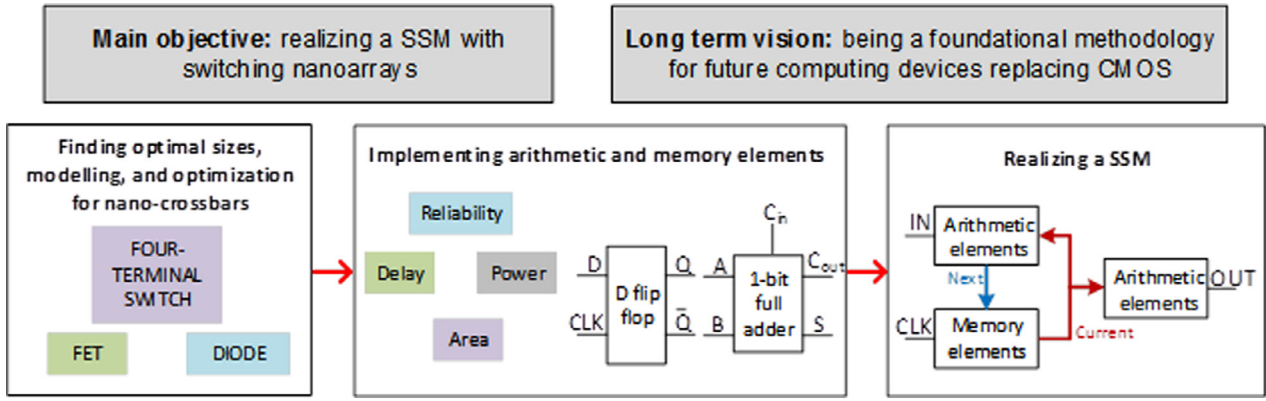 Main objective: realizing a SSM with
switching nanoarrays
Long term vision: being a foundational methodology
for future computing devices replacing CMOS
Finding optimal sizes,
modelling, and optimization
for nano-crossbars
FOUR-
TERMINAL
SWITCH
FET
DIODE
Implementing arithmetic and memory elements
Reliability
Delay
Power
Area
D
CLK
D flip
flop
Q
Q̅
A
B
Cin
1-bit
full
adder
Cout
S
Realizing a SSM
IN
Arithmetic
elements
Next
CLK
Memory
elements
Current
Arithmetic
elements
OUT